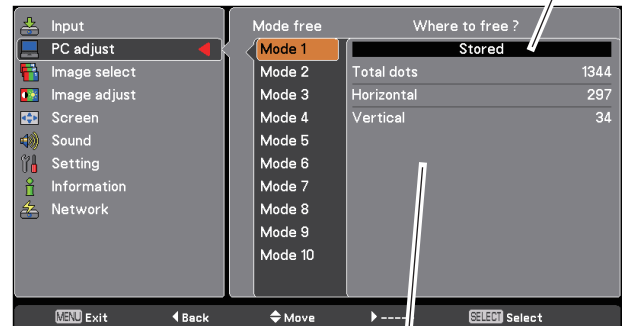 Input
PC adjust
Image select
Image adjust
Screen
Sound
Setting
Information
Network
Mode free
Mode 1
Mode 2
Mode 3
Mode 4
Mode 5
Mode 6
Mode 7
Mode 8
Mode 9
Mode 10
Where to free ?
Stored
Total dots 1344
Horizontal 297
Vertical 34
MENU Exit Back Move ---- SELECT Select